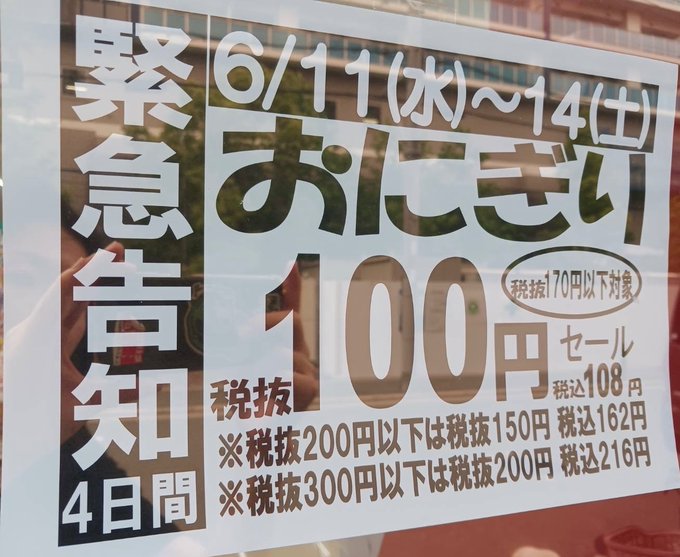 緊急告知
4日間
6/11(水)～14(土)
おにぎり
税抜170円以下対象
税抜100円セール
税込108円
※税抜200円以下は税抜150円 税込162円
※税抜300円以下は税抜200円 税込216円